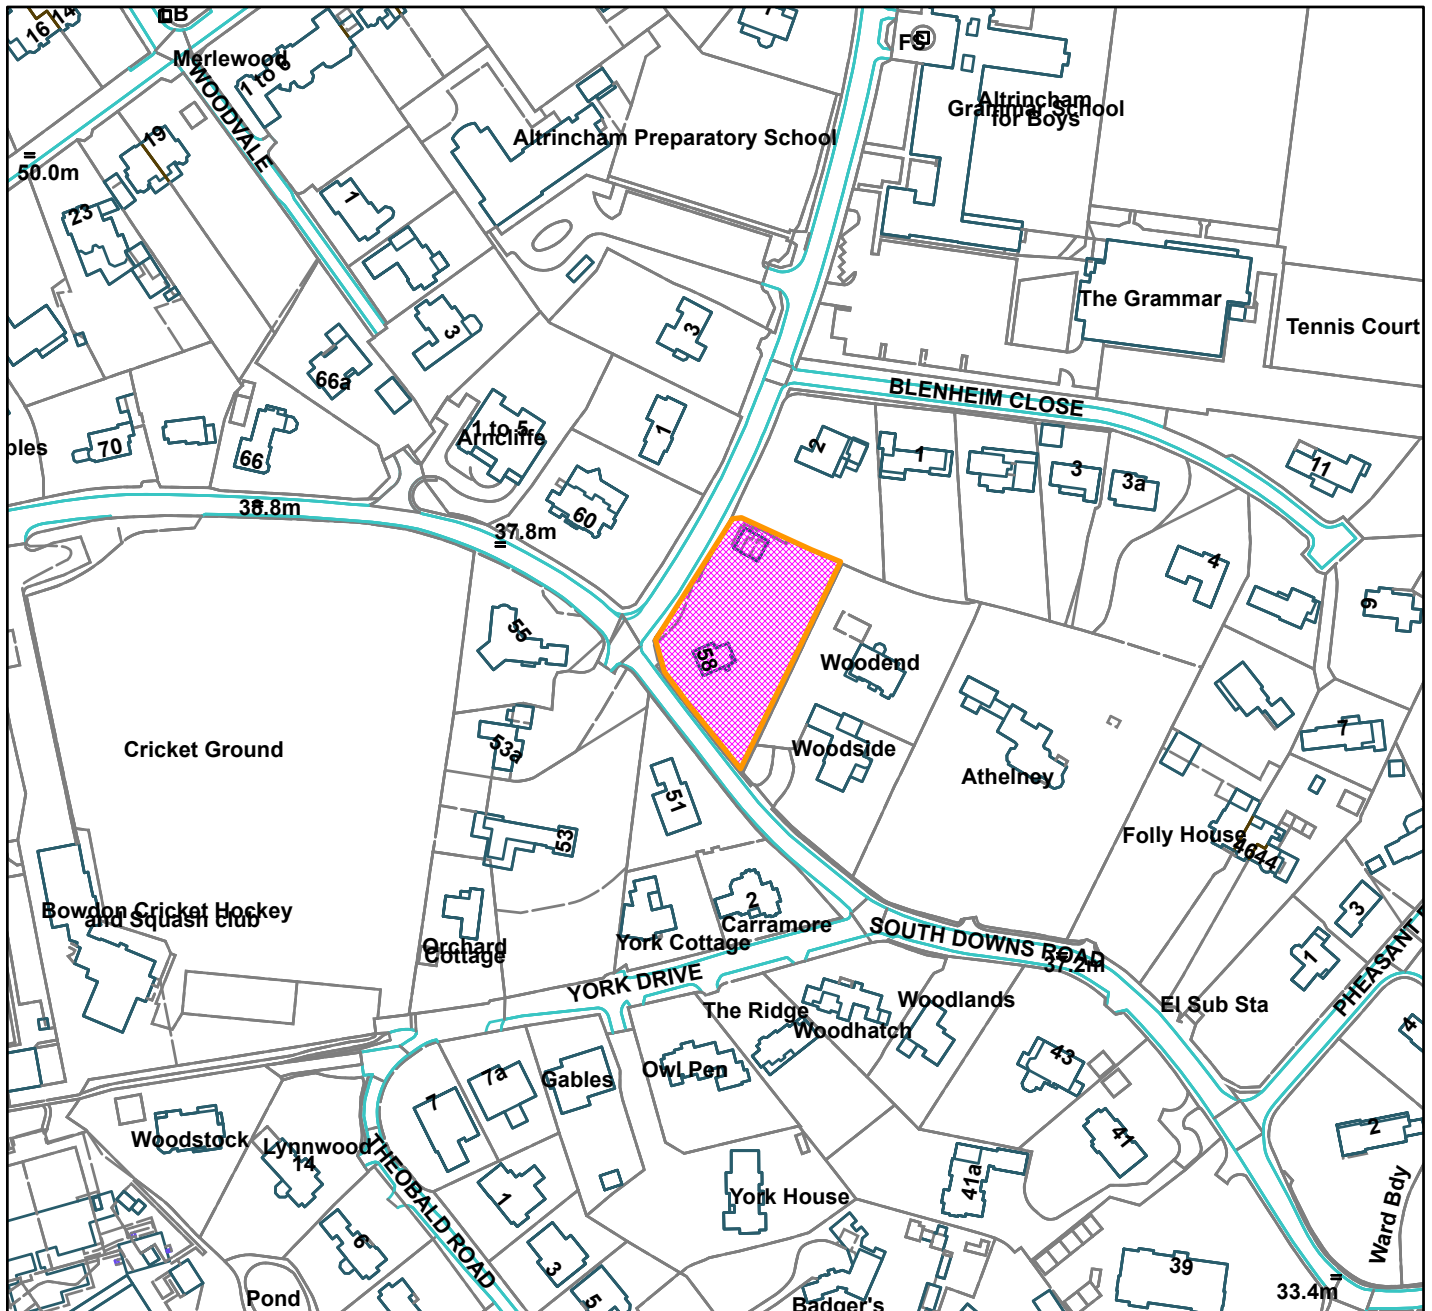 B
16
14
Merlewood
1 to 6
WOODVALE
FS
Altrincham
Grammar School
for Boys
Altrincham Preparatory School
19
50.0m
23
1
3
3
The Grammar
Tennis Court
66a
BLENHEIM CLOSE
1 to 5
Arncliffe
1
70
66
2
1
3
3a
11
38.8m
60
37.8m
4
9
55
58
Woodend
Cricket Ground
53a
Woodside
7
Athelney
51
53
Folly House
46
44
2
3
Bowdon Cricket Hockey
and Squash club
Carramore
York Cottage
Orchard
Cottage
SOUTH DOWNS ROAD
37.2m
1
YORK DRIVE
PHEASANT
Woodlands
The Ridge
Woodhatch
El Sub Sta
4
Owl Pen
43
Gables
7a
7
Woodstock
Lynnwood
14
41
2
THEOBALD ROAD
1
York House
41a
Ward Bdy
6
3
39
5
Pond
33.4m
Badger's